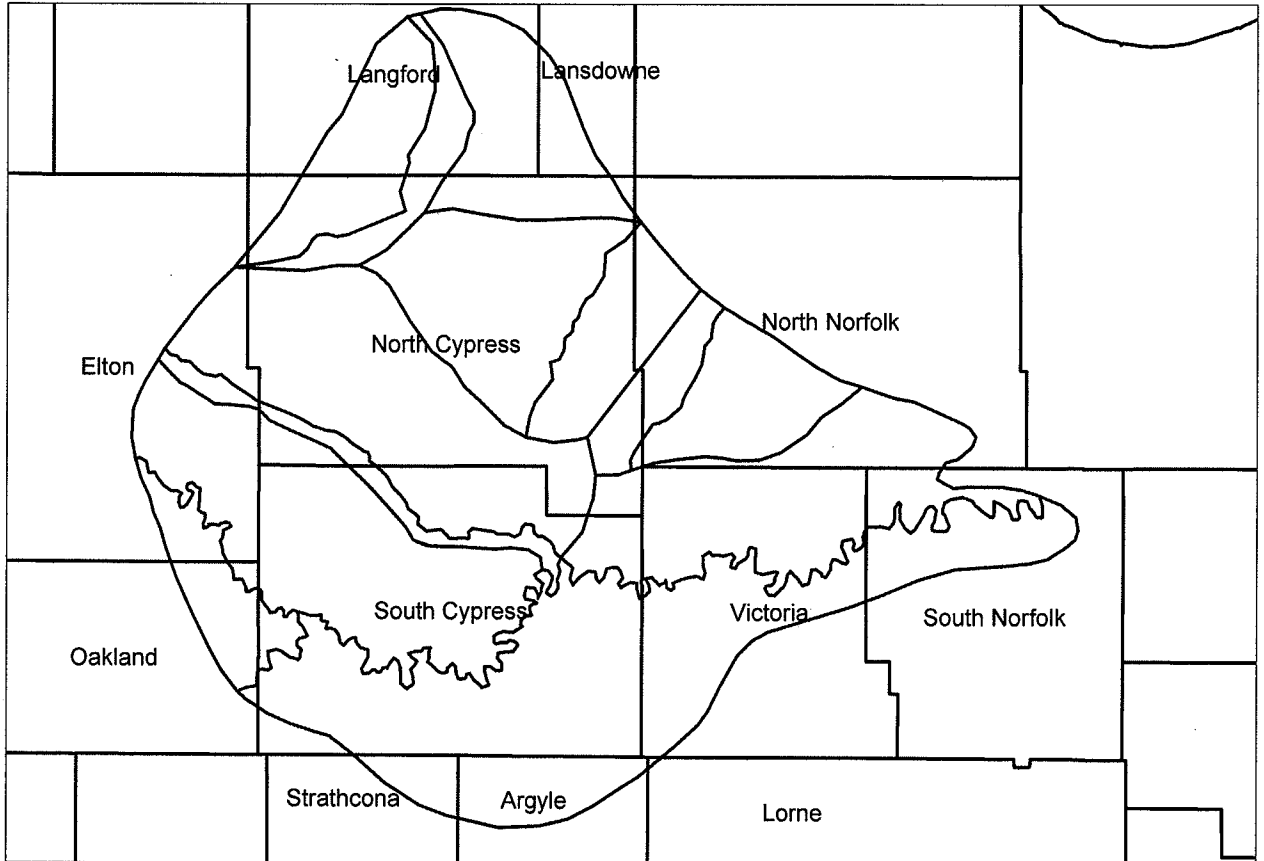 Langford
Lansdowne
North Norfolk
North Cypress
Elton
South Cypress
Victoria
South Norfolk
Oakland
Strathcona
Argyle
Lorne